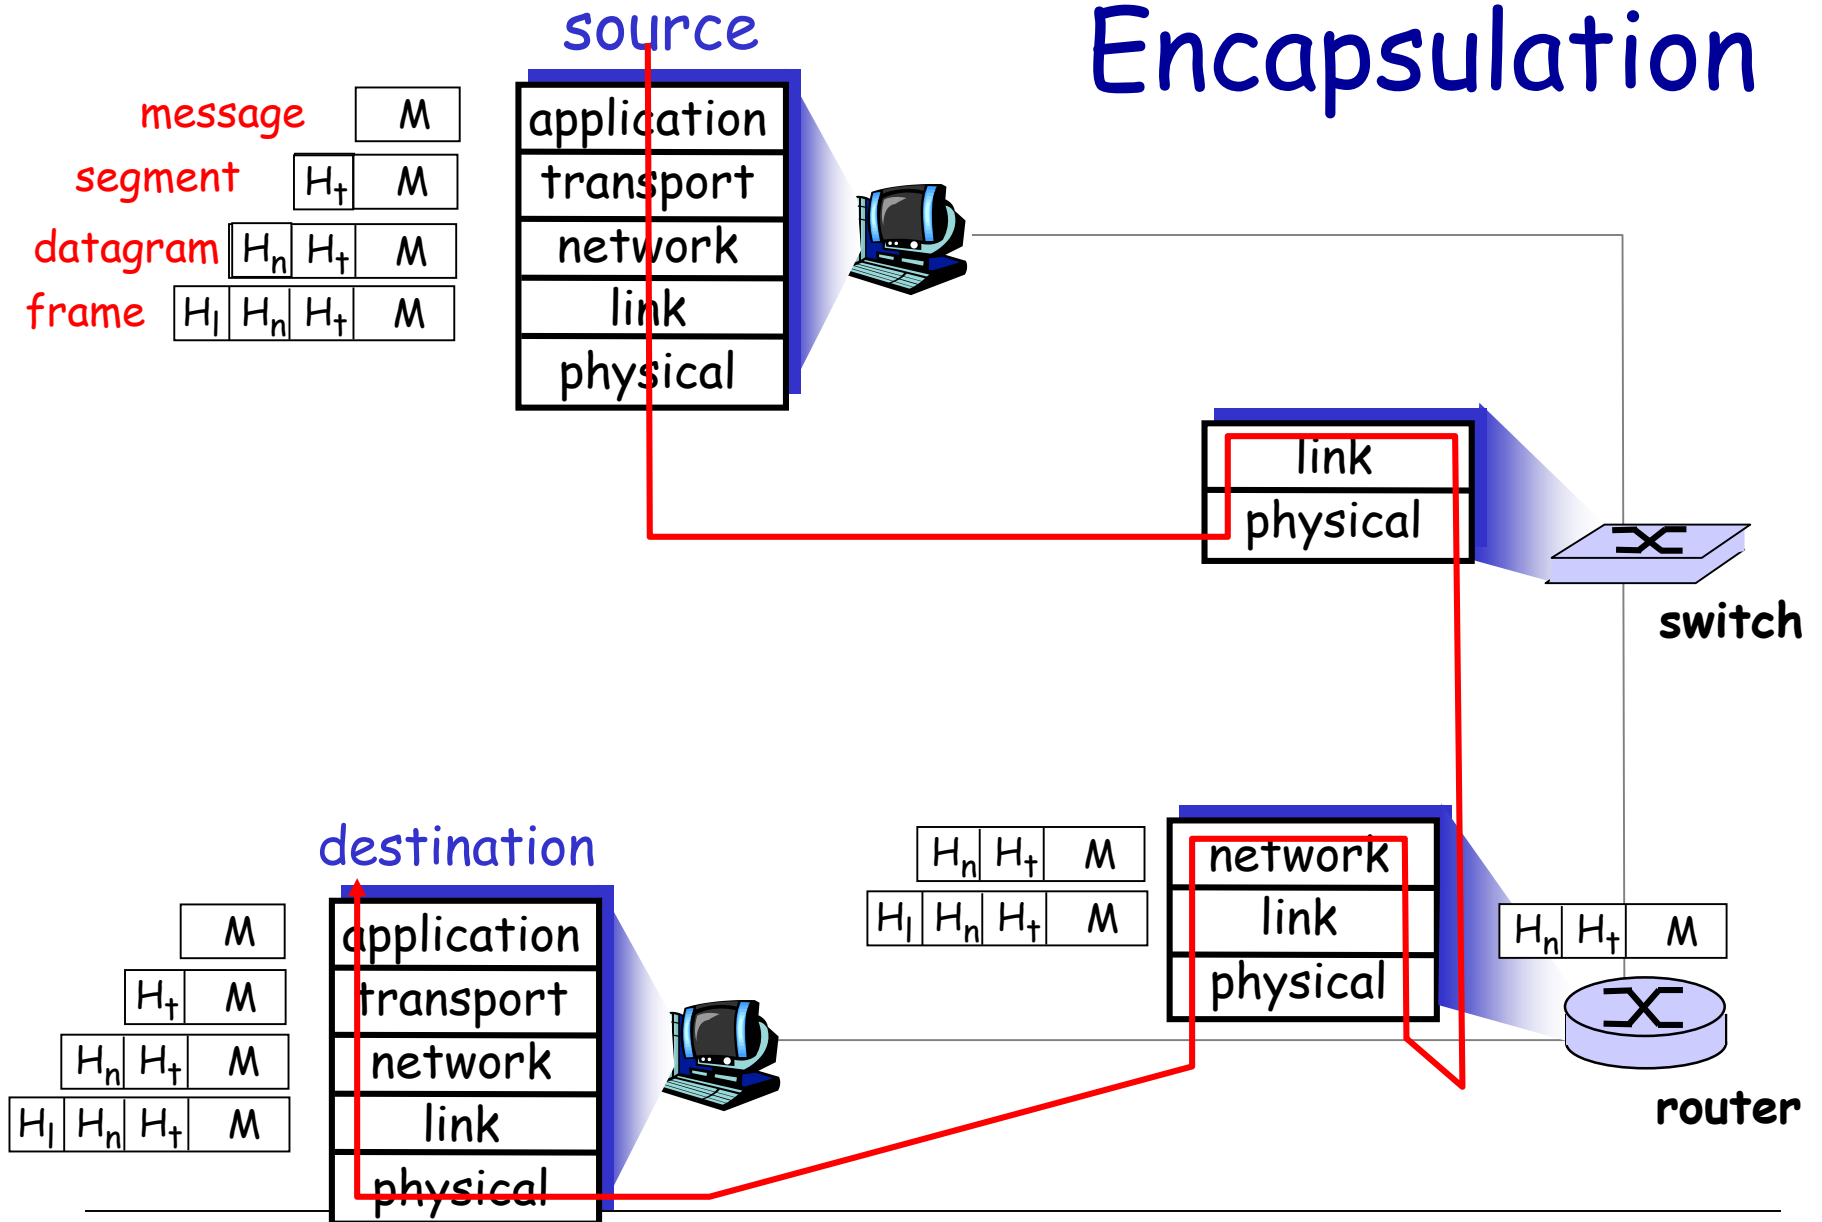 source
Encapsulation
message M
segment Ht M
datagram Hn Ht M
frame Hl Hn Ht M
application
transport
network
link
physical
link
physical
switch
destination
M
Ht M
Hn Ht M
Hl Hn Ht M
application
transport
network
link
physical
Hn Ht M
Hl Hn Ht M
network
link
physical
Hn Ht M
router